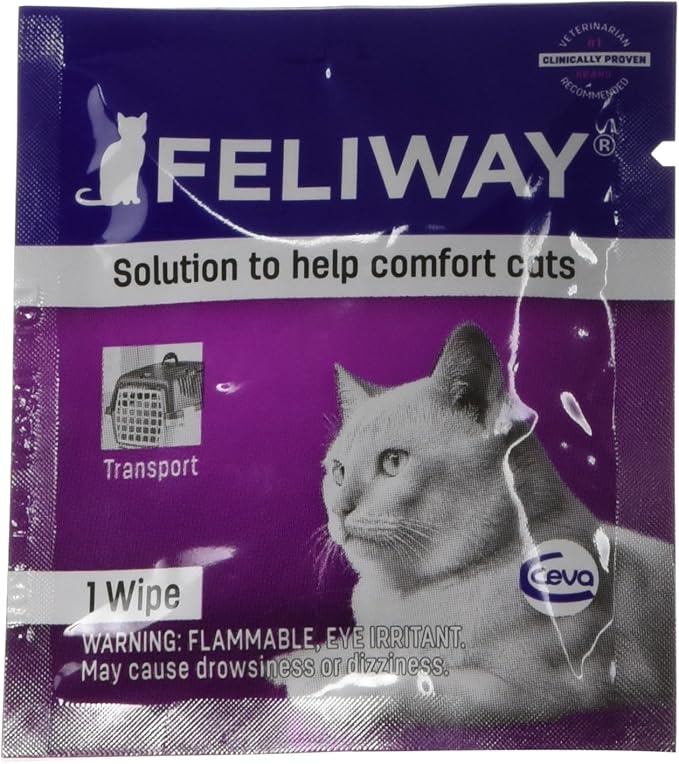 VETERINARIAN
#1
CLINICALLY PROVEN
BRAND
RECOMMENDED
FELIWAY®
Solution to help comfort cats
Transport
Ceva
1 Wipe
WARNING: FLAMMABLE, EYE IRRITANT.
May cause drowsiness or dizziness.